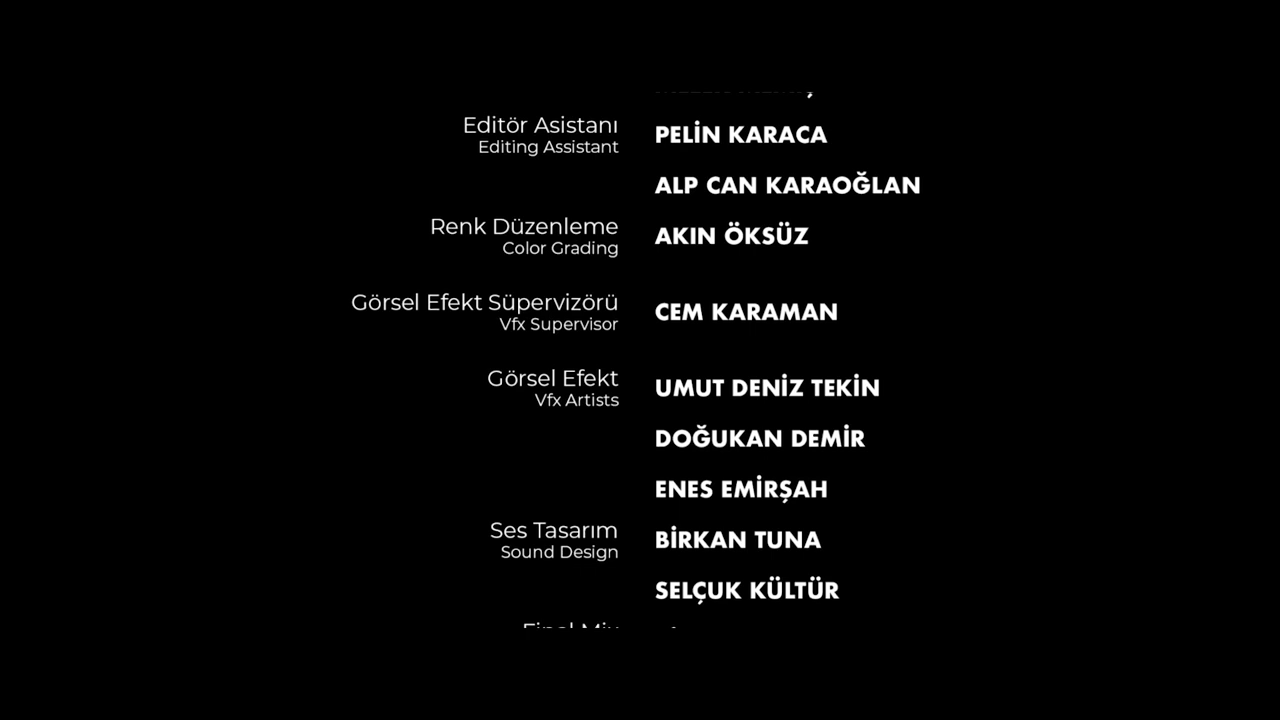 Editör Asistanı
Editing Assistant
PELİN KARACA
ALP CAN KARAOĞLAN
Renk Düzenleme
Color Grading
AKIN ÖKSÜZ
Görsel Efekt Süpervizörü
Vfx Supervisor
CEM KARAMAN
Görsel Efekt
Vfx Artists
UMUT DENİZ TEKİN
DOĞUKAN DEMİR
ENES EMİRŞAH
Ses Tasarım
Sound Design
BİRKAN TUNA
SELÇUK KÜLTÜR
Final Mix